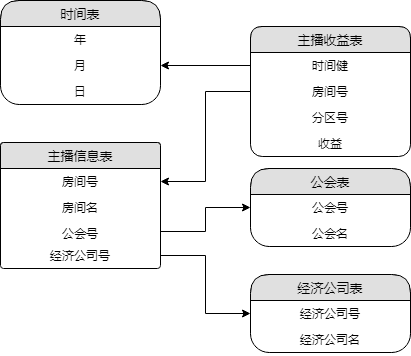 时间表
年
月
日
主播收益表
时间健
房间号
分区号
收益
主播信息表
房间号
房间名
公会号
经济公司号
公会表
公会号
公会名
经济公司表
经济公司号
经济公司名